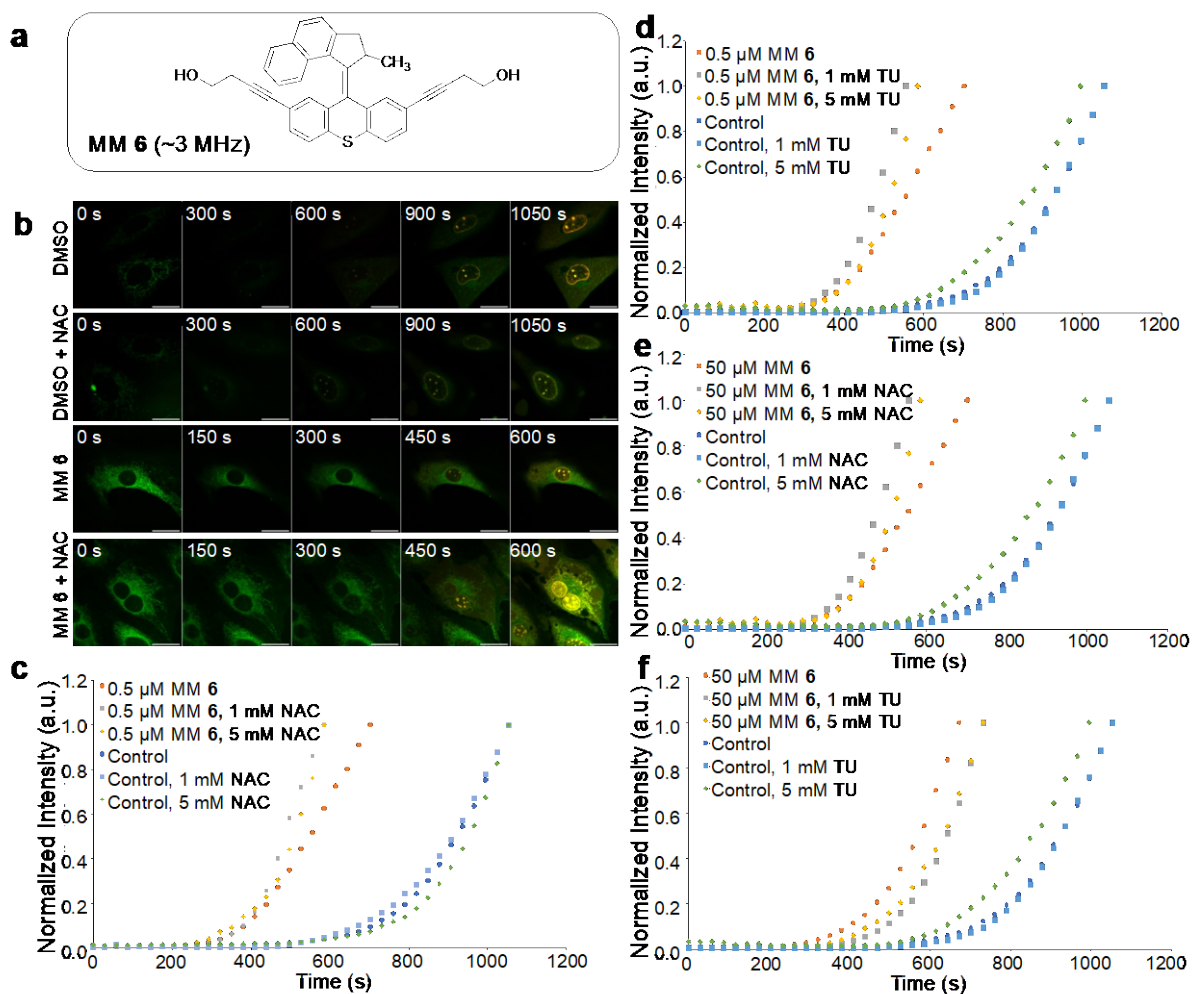 a
HO
CH₃
OH
S
MM 6 (~3 MHz)
b
DMSO
0 s
300 s
600 s
900 s
1050 s
DMSO + NAC
0 s
300 s
600 s
900 s
1050 s
MM 6
0 s
150 s
300 s
450 s
600 s
MM 6 + NAC
0 s
150 s
300 s
450 s
600 s
c
0.5 µM MM 6
0.5 µM MM 6, 1 mM NAC
0.5 µM MM 6, 5 mM NAC
Control
Control, 1 mM NAC
Control, 5 mM NAC
Normalized Intensity (a.u.)
1.2
1.0
0.8
0.6
0.4
0.2
0.0
0 200 400 600 800 1000 1200
Time (s)
d
0.5 µM MM 6
0.5 µM MM 6, 1 mM TU
0.5 µM MM 6, 5 mM TU
Control
Control, 1 mM TU
Control, 5 mM TU
Normalized Intensity (a.u.)
1.2
1.0
0.8
0.6
0.4
0.2
0.0
0 200 400 600 800 1000 1200
Time (s)
e
50 µM MM 6
50 µM MM 6, 1 mM NAC
50 µM MM 6, 5 mM NAC
Control
Control, 1 mM NAC
Control, 5 mM NAC
Normalized Intensity (a.u.)
1.2
1.0
0.8
0.6
0.4
0.2
0.0
0 200 400 600 800 1000 1200
Time (s)
f
50 µM MM 6
50 µM MM 6, 1 mM TU
50 µM MM 6, 5 mM TU
Control
Control, 1 mM TU
Control, 5 mM TU
Normalized Intensity (a.u.)
1.2
1.0
0.8
0.6
0.4
0.2
0.0
0 200 400 600 800 1000 1200
Time (s)